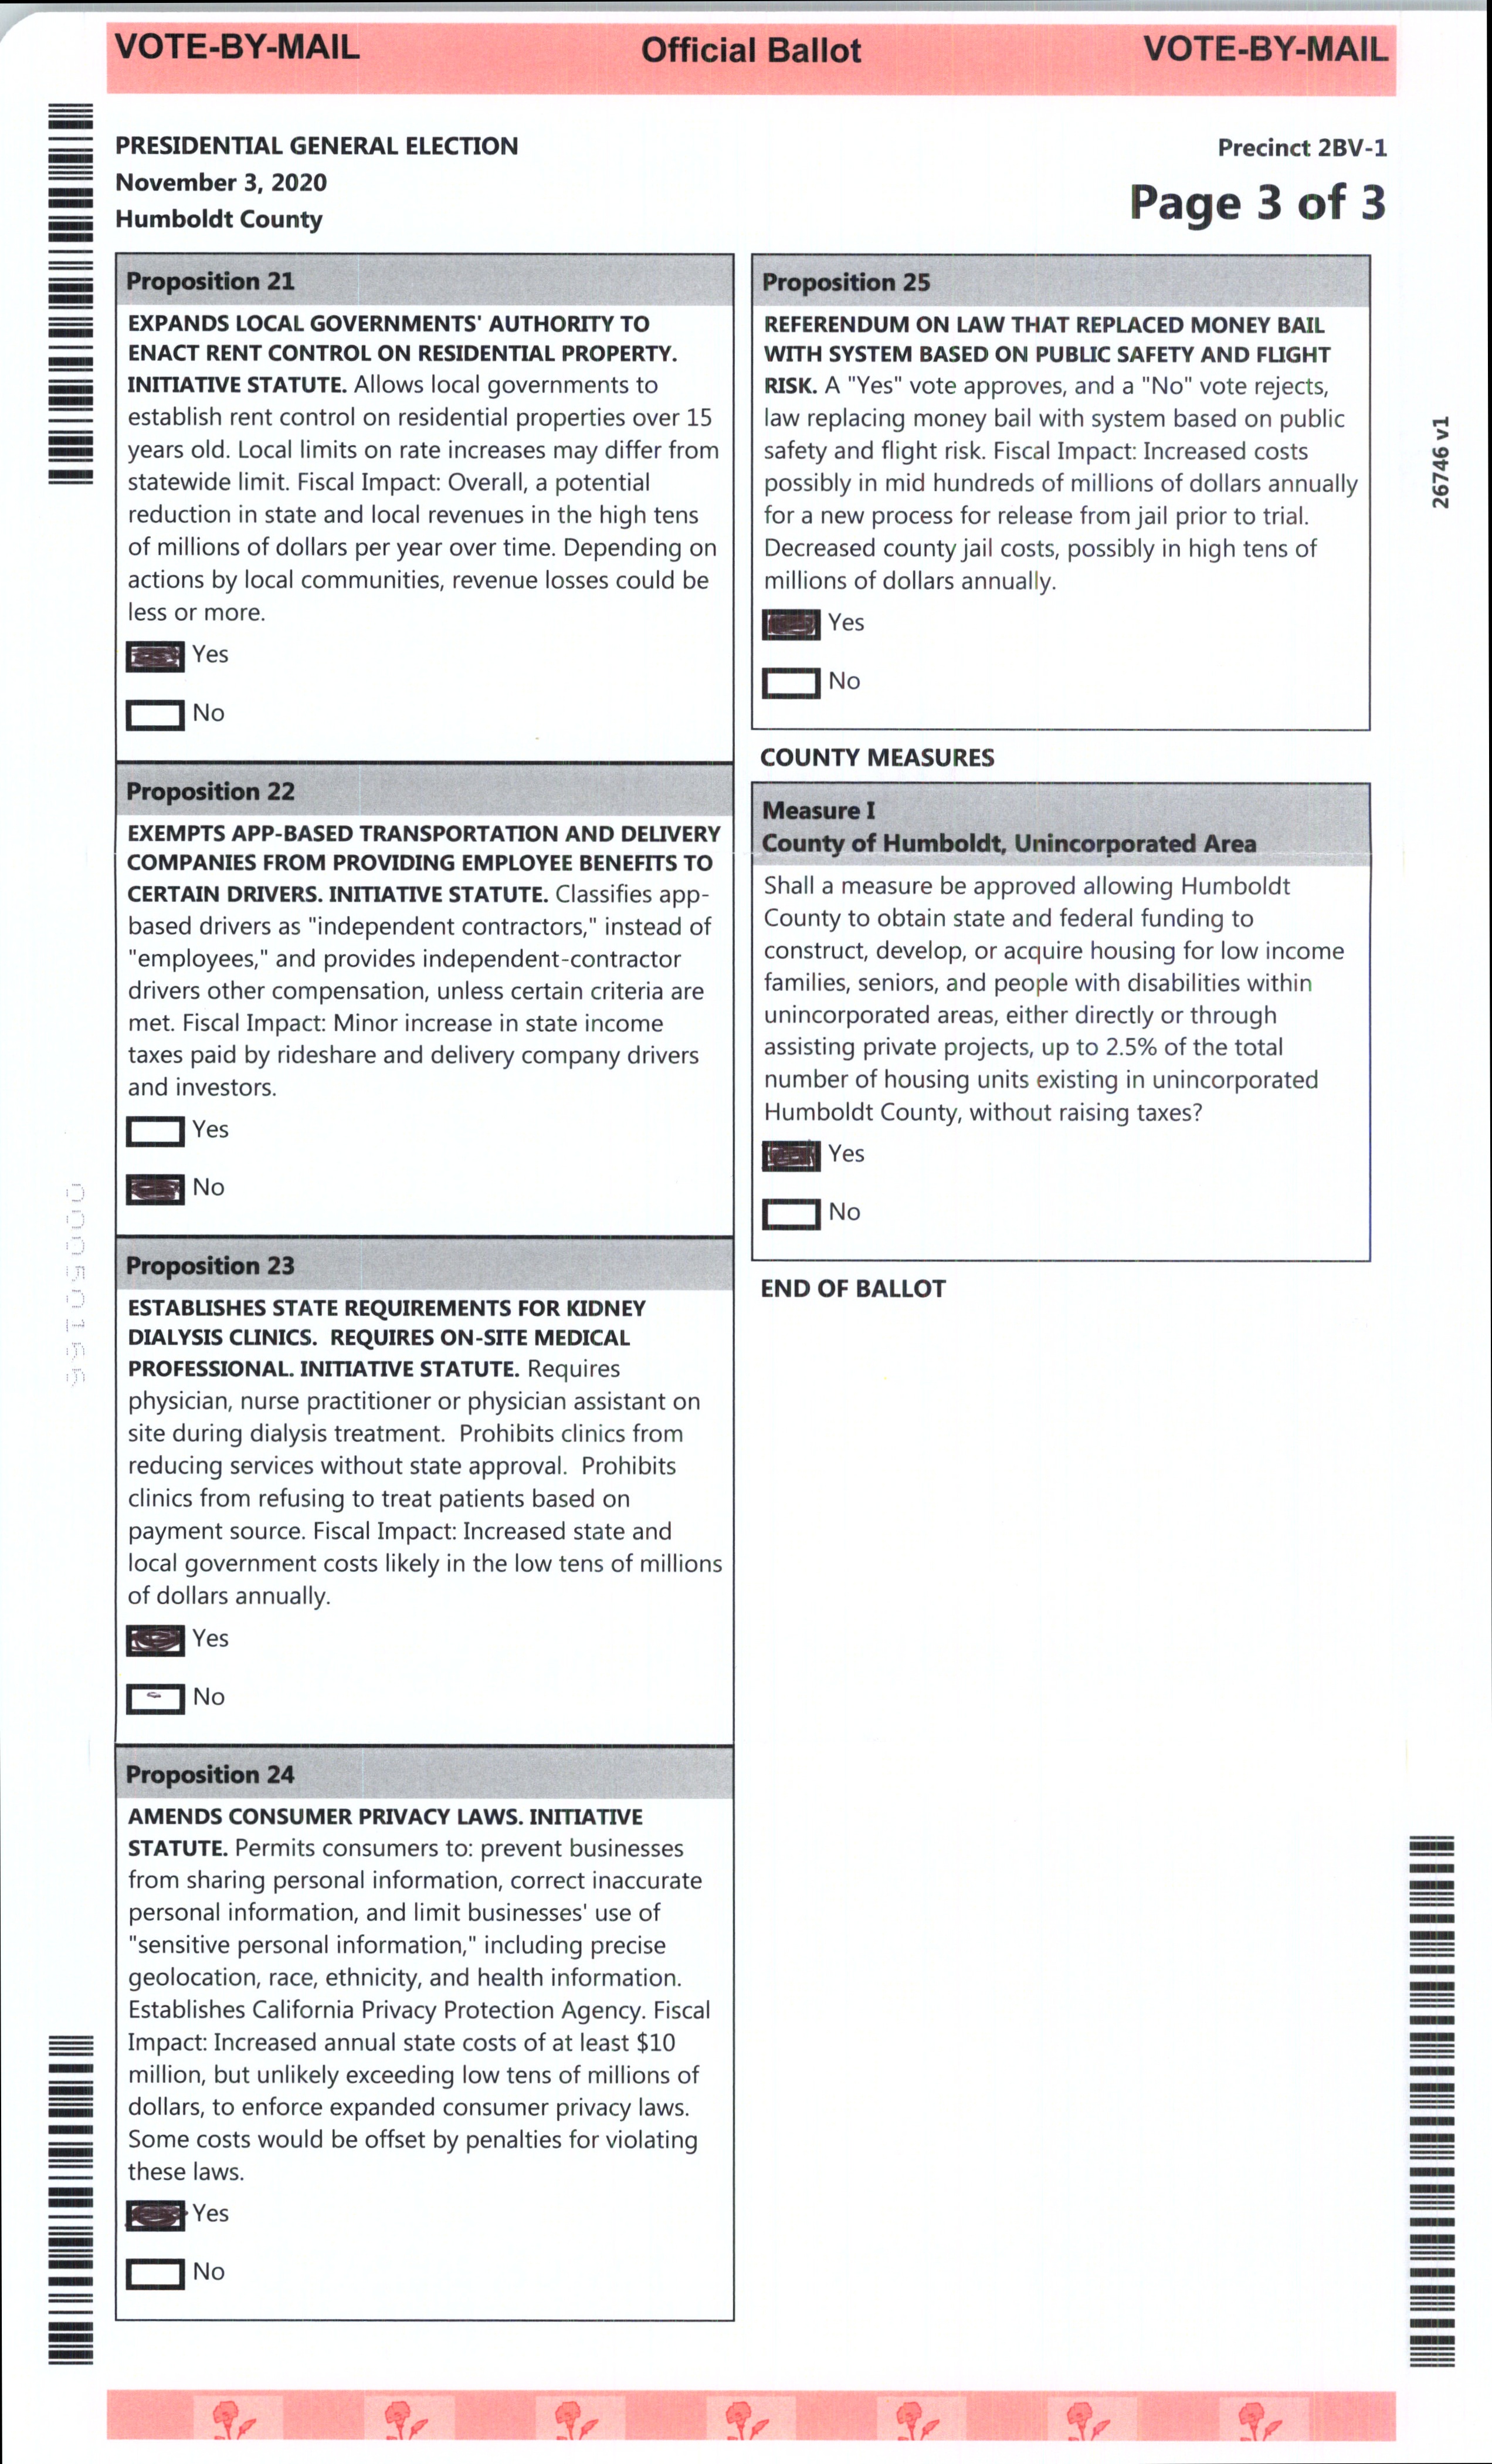 VOTE-BY-MAIL Official Ballot VOTE-BY-MAIL
PRESIDENTIAL GENERAL ELECTION
November 3, 2020
Humboldt County
Precinct 2BV-1
Page 3 of 3
Proposition 21
EXPANDS LOCAL GOVERNMENTS' AUTHORITY TO
ENACT RENT CONTROL ON RESIDENTIAL PROPERTY.
INITIATIVE STATUTE. Allows local governments to
establish rent control on residential properties over 15
years old. Local limits on rate increases may differ from
statewide limit. Fiscal Impact: Overall, a potential
reduction in state and local revenues in the high tens
of millions of dollars per year over time. Depending on
actions by local communities, revenue losses could be
less or more.
Yes
No
Proposition 22
EXEMPTS APP-BASED TRANSPORTATION AND DELIVERY
COMPANIES FROM PROVIDING EMPLOYEE BENEFITS TO
CERTAIN DRIVERS. INITIATIVE STATUTE. Classifies app-
based drivers as "independent contractors," instead of
"employees," and provides independent-contractor
drivers other compensation, unless certain criteria are
met. Fiscal Impact: Minor increase in state income
taxes paid by rideshare and delivery company drivers
and investors.
Yes
No
Proposition 23
ESTABLISHES STATE REQUIREMENTS FOR KIDNEY
DIALYSIS CLINICS. REQUIRES ON-SITE MEDICAL
PROFESSIONAL. INITIATIVE STATUTE. Requires
physician, nurse practitioner or physician assistant on
site during dialysis treatment. Prohibits clinics from
reducing services without state approval. Prohibits
clinics from refusing to treat patients based on
payment source. Fiscal Impact: Increased state and
local government costs likely in the low tens of millions
of dollars annually.
Yes
No
Proposition 24
AMENDS CONSUMER PRIVACY LAWS. INITIATIVE
STATUTE. Permits consumers to: prevent businesses
from sharing personal information, correct inaccurate
personal information, and limit businesses' use of
"sensitive personal information," including precise
geolocation, race, ethnicity, and health information.
Establishes California Privacy Protection Agency. Fiscal
Impact: Increased annual state costs of at least $10
million, but unlikely exceeding low tens of millions of
dollars, to enforce expanded consumer privacy laws.
Some costs would be offset by penalties for violating
these laws.
Yes
No
Proposition 25
REFERENDUM ON LAW THAT REPLACED MONEY BAIL
WITH SYSTEM BASED ON PUBLIC SAFETY AND FLIGHT
RISK. A "Yes" vote approves, and a "No" vote rejects,
law replacing money bail with system based on public
safety and flight risk. Fiscal Impact: Increased costs
possibly in mid hundreds of millions of dollars annually
for a new process for release from jail prior to trial.
Decreased county jail costs, possibly in high tens of
millions of dollars annually.
Yes
No
COUNTY MEASURES
Measure I
County of Humboldt, Unincorporated Area
Shall a measure be approved allowing Humboldt
County to obtain state and federal funding to
construct, develop, or acquire housing for low income
families, seniors, and people with disabilities within
unincorporated areas, either directly or through
assisting private projects, up to 2.5% of the total
number of housing units existing in unincorporated
Humboldt County, without raising taxes?
Yes
No
END OF BALLOT
26746 v1